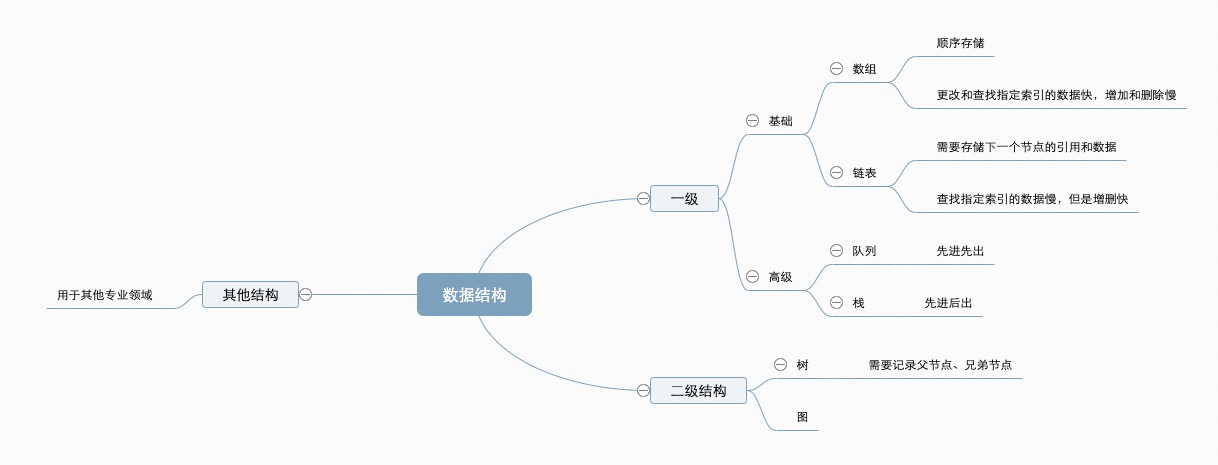 数据结构
一级
基础
数组
顺序存储
更改和查找指定索引的数据快，增加和删除慢
链表
需要存储下一个节点的引用和数据
查找指定索引的数据慢，但是增删快
高级
队列
先进先出
栈
先进后出
二级结构
树
需要记录父节点、兄弟节点
图
其他结构
用于其他专业领域